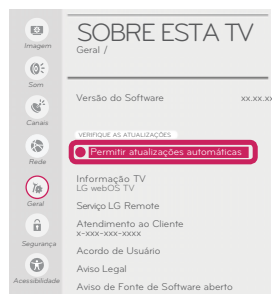 SOBRE ESTA TV
Geral /
Imagem
Som
Canais
Rede
Geral
Segurança
Acessibilidade
Versão do Software xx.xx.xx
VERIFIQUE AS ATUALIZAÇÕES
Permitir atualizações automáticas
Informação TV
LG webOS TV
Serviço LG Remote
Atendimento ao Cliente
x-xxx-xxx-xxxx
Acordo de Usuário
Aviso Legal
Aviso de Fonte de Software aberto